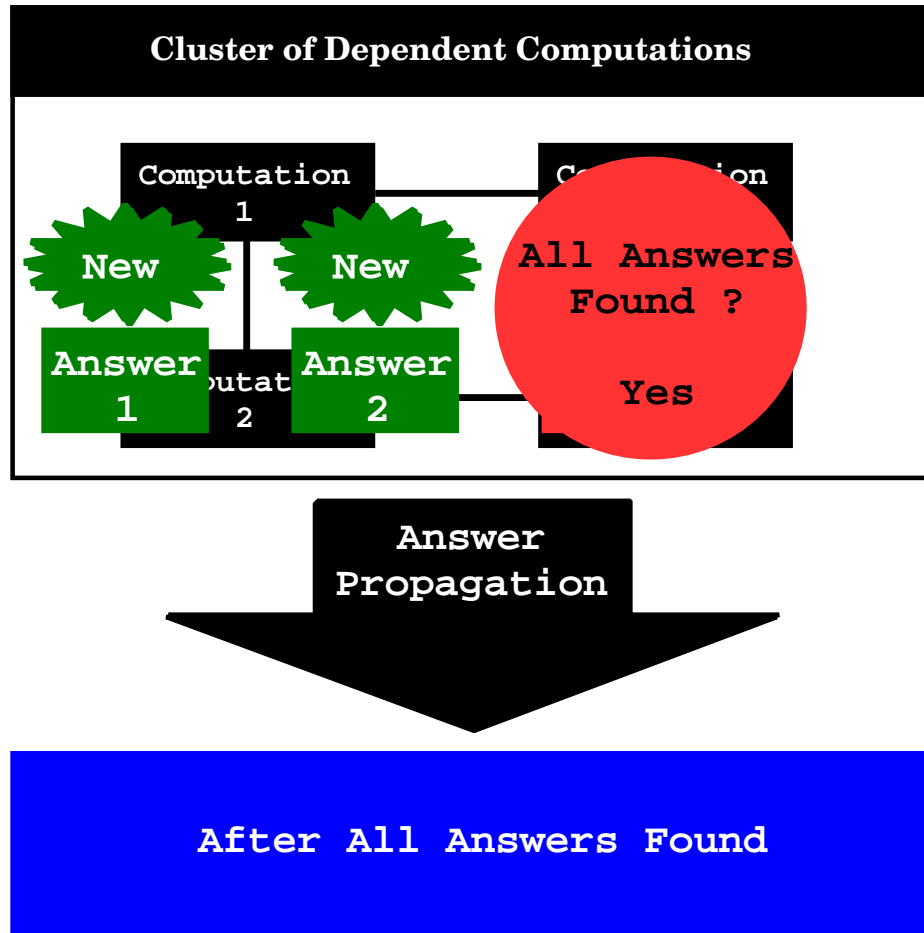 Cluster of Dependent Computations
Computation
1
New
New
All Answers
Found ?
Answer
1
Answer
2
2
Yes
Answer
Propagation
After All Answers Found